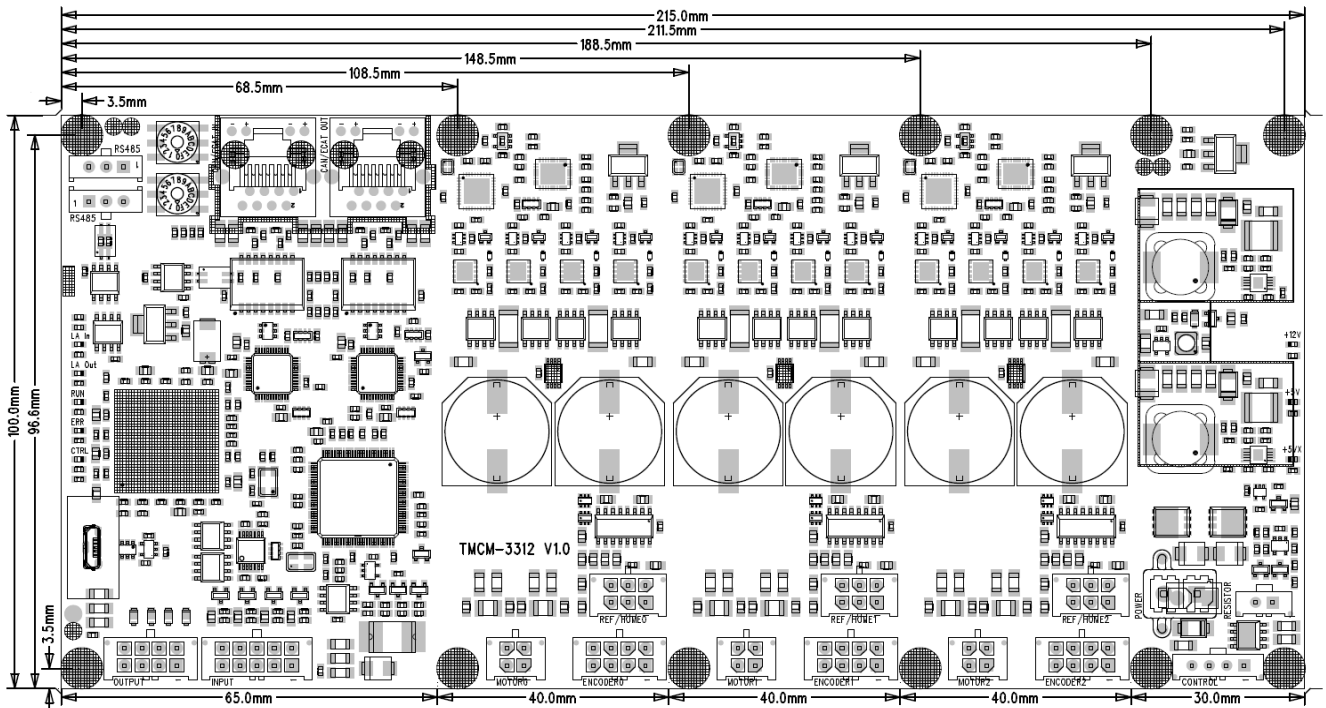 215.0mm
211.5mm
188.5mm
148.5mm
108.5mm
68.5mm
3.5mm
100.0mm
96.6mm
3.5mm
RS485
1
1
RS485
CAN/ECAT OUT
LA In
LA Out
RUN
ERR
CTRL
+12V
+5V
+5VX
TMCM-3312 V1.0
POWER
RESISTOR
REF/HOME0
REF/HOME1
REF/HOME2
OUTPUT
INPUT
MOTOR0
ENCODER0
MOTOR1
ENCODER1
MOTOR2
ENCODER2
CONTROL
65.0mm
40.0mm
40.0mm
40.0mm
30.0mm